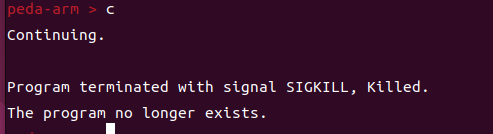 peda-arm > c
Continuing.
Program terminated with signal SIGKILL, Killed.
The program no longer exists.